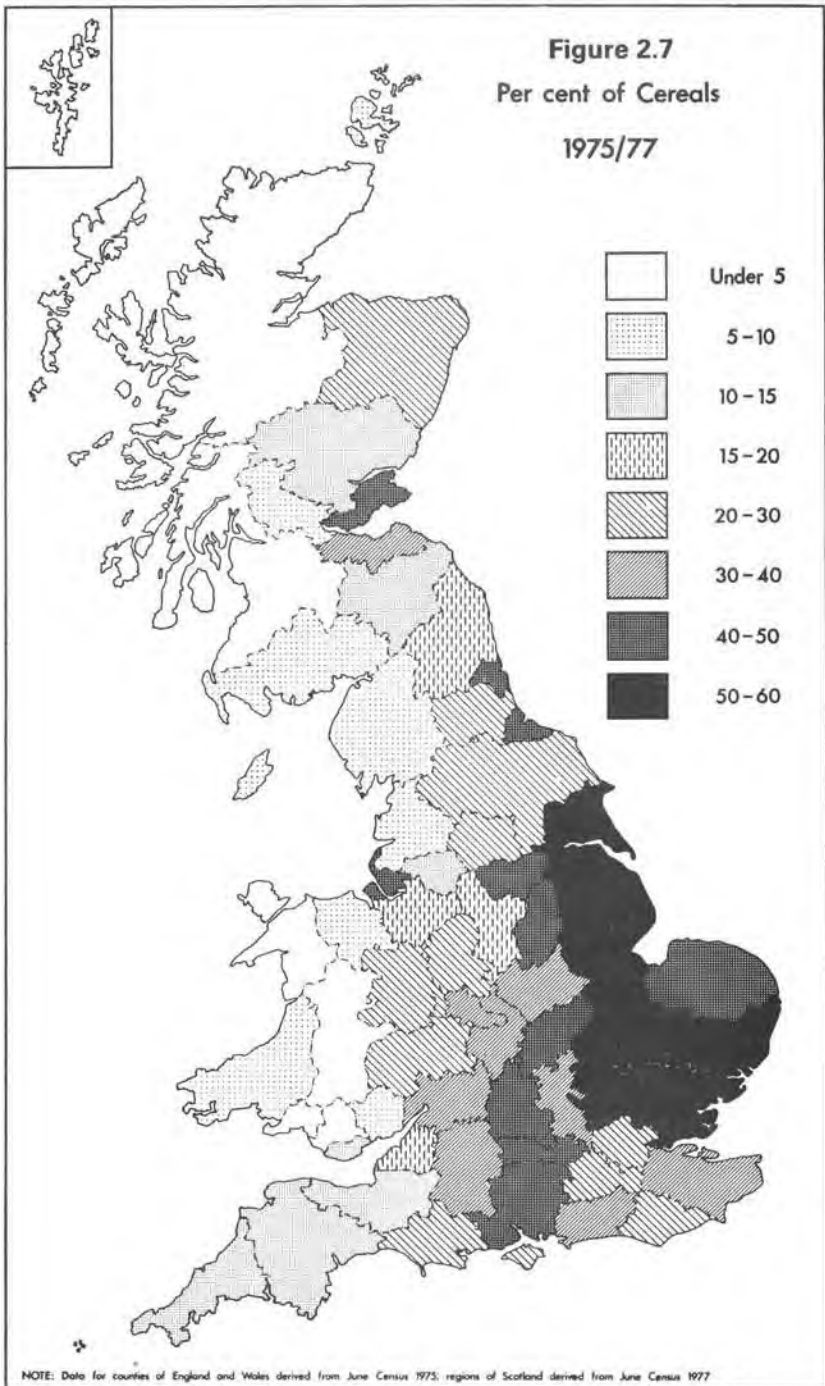 Figure 2.7
Per cent of Cereals
1975/77
Under 5
5-10
10-15
15-20
20-30
30-40
40-50
50-60
NOTE: Data for counties of England and Wales derived from June Census 1975; regions of Scotland derived from June Census 1977